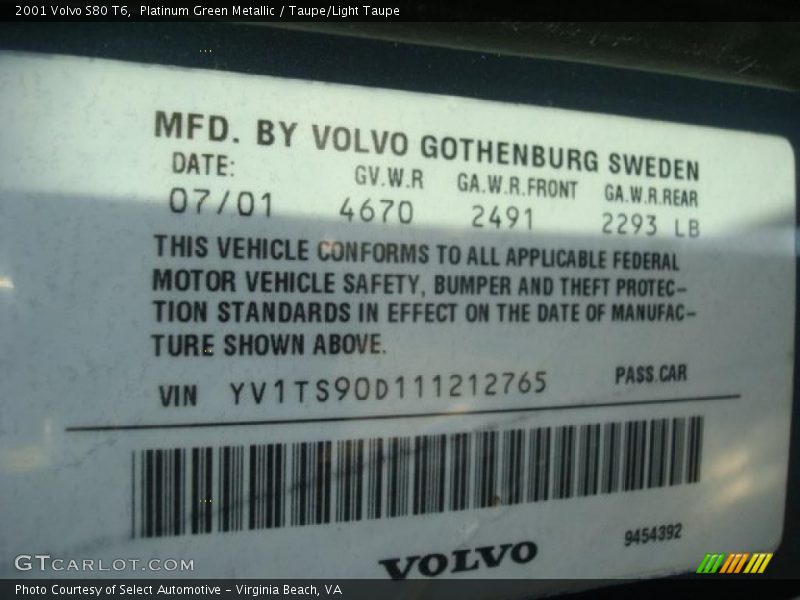 2001 Volvo S80 T6, Platinum Green Metallic / Taupe/Light Taupe
MFD. BY VOLVO GOTHENBURG SWEDEN
DATE: GV.W.R GA.W.R.FRONT GA.W.R.REAR
07/01 4670 2491 2293 LB
THIS VEHICLE CONFORMS TO ALL APPLICABLE FEDERAL
MOTOR VEHICLE SAFETY, BUMPER AND THEFT PROTEC-
TION STANDARDS IN EFFECT ON THE DATE OF MANUFAC-
TURE SHOWN ABOVE.
VIN YV1TS90D111212765 PASS.CAR
9454392
VOLVO
GTCARLOT.COM
Photo Courtesy of Select Automotive - Virginia Beach, VA